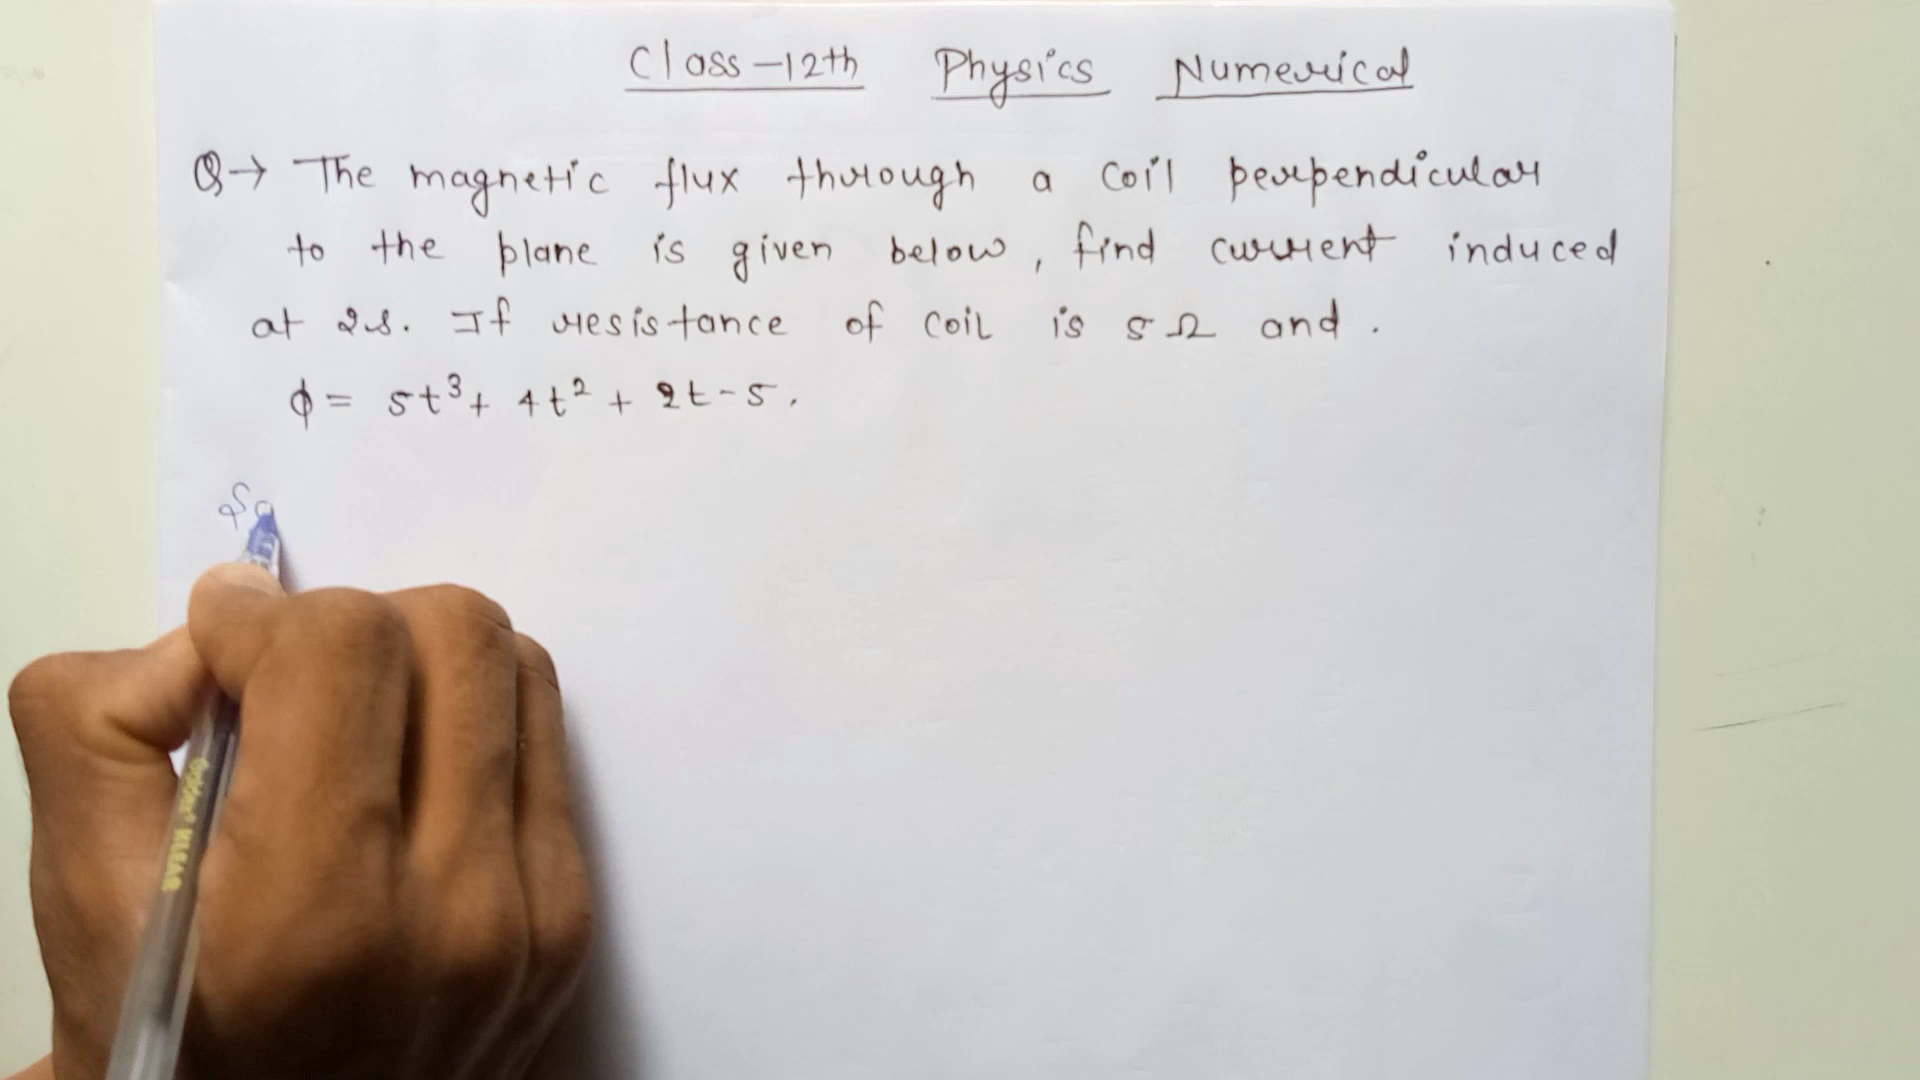 Class-12th Physics Numerical
Q→ The magnetic flux through a coil perpendicular
to the plane is given below, find current induced
at 2s. If resistance of coil is 5Ω and.
ϕ = 5t³ + 4t² + 2t - 5.
So